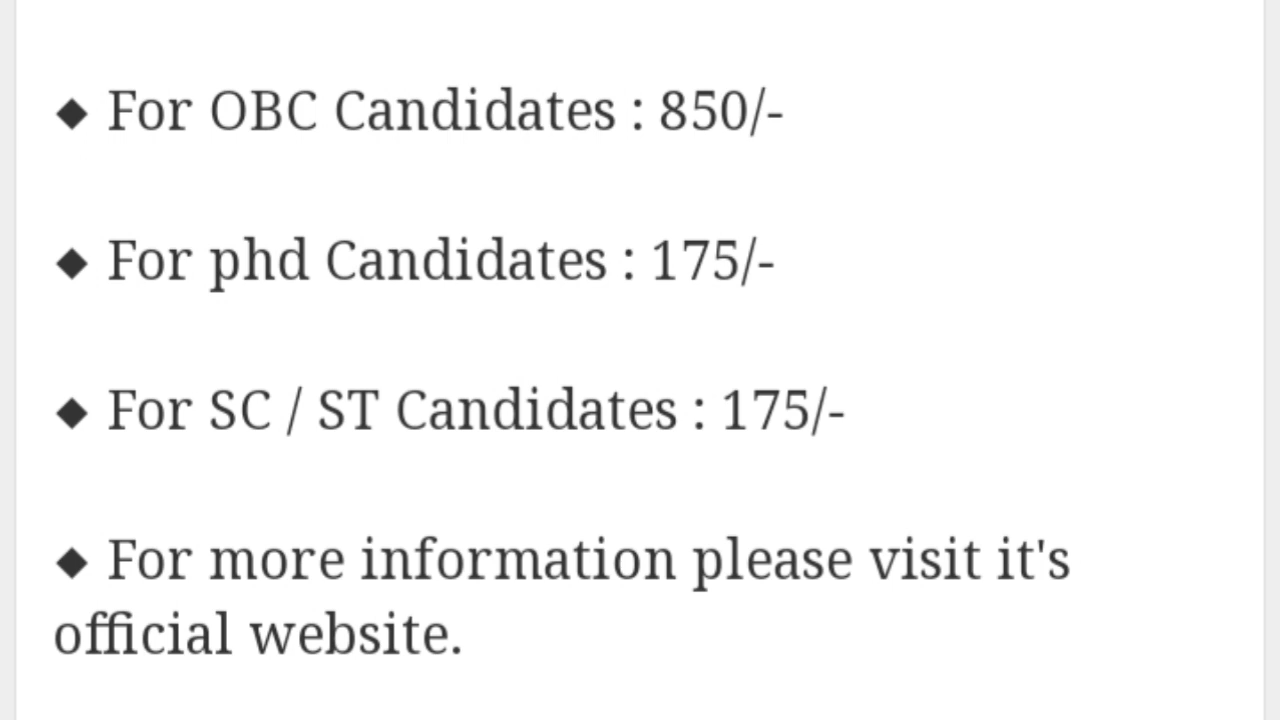 ◆ For OBC Candidates : 850/-
◆ For phd Candidates : 175/-
◆ For SC / ST Candidates : 175/-
◆ For more information please visit it's
official website.